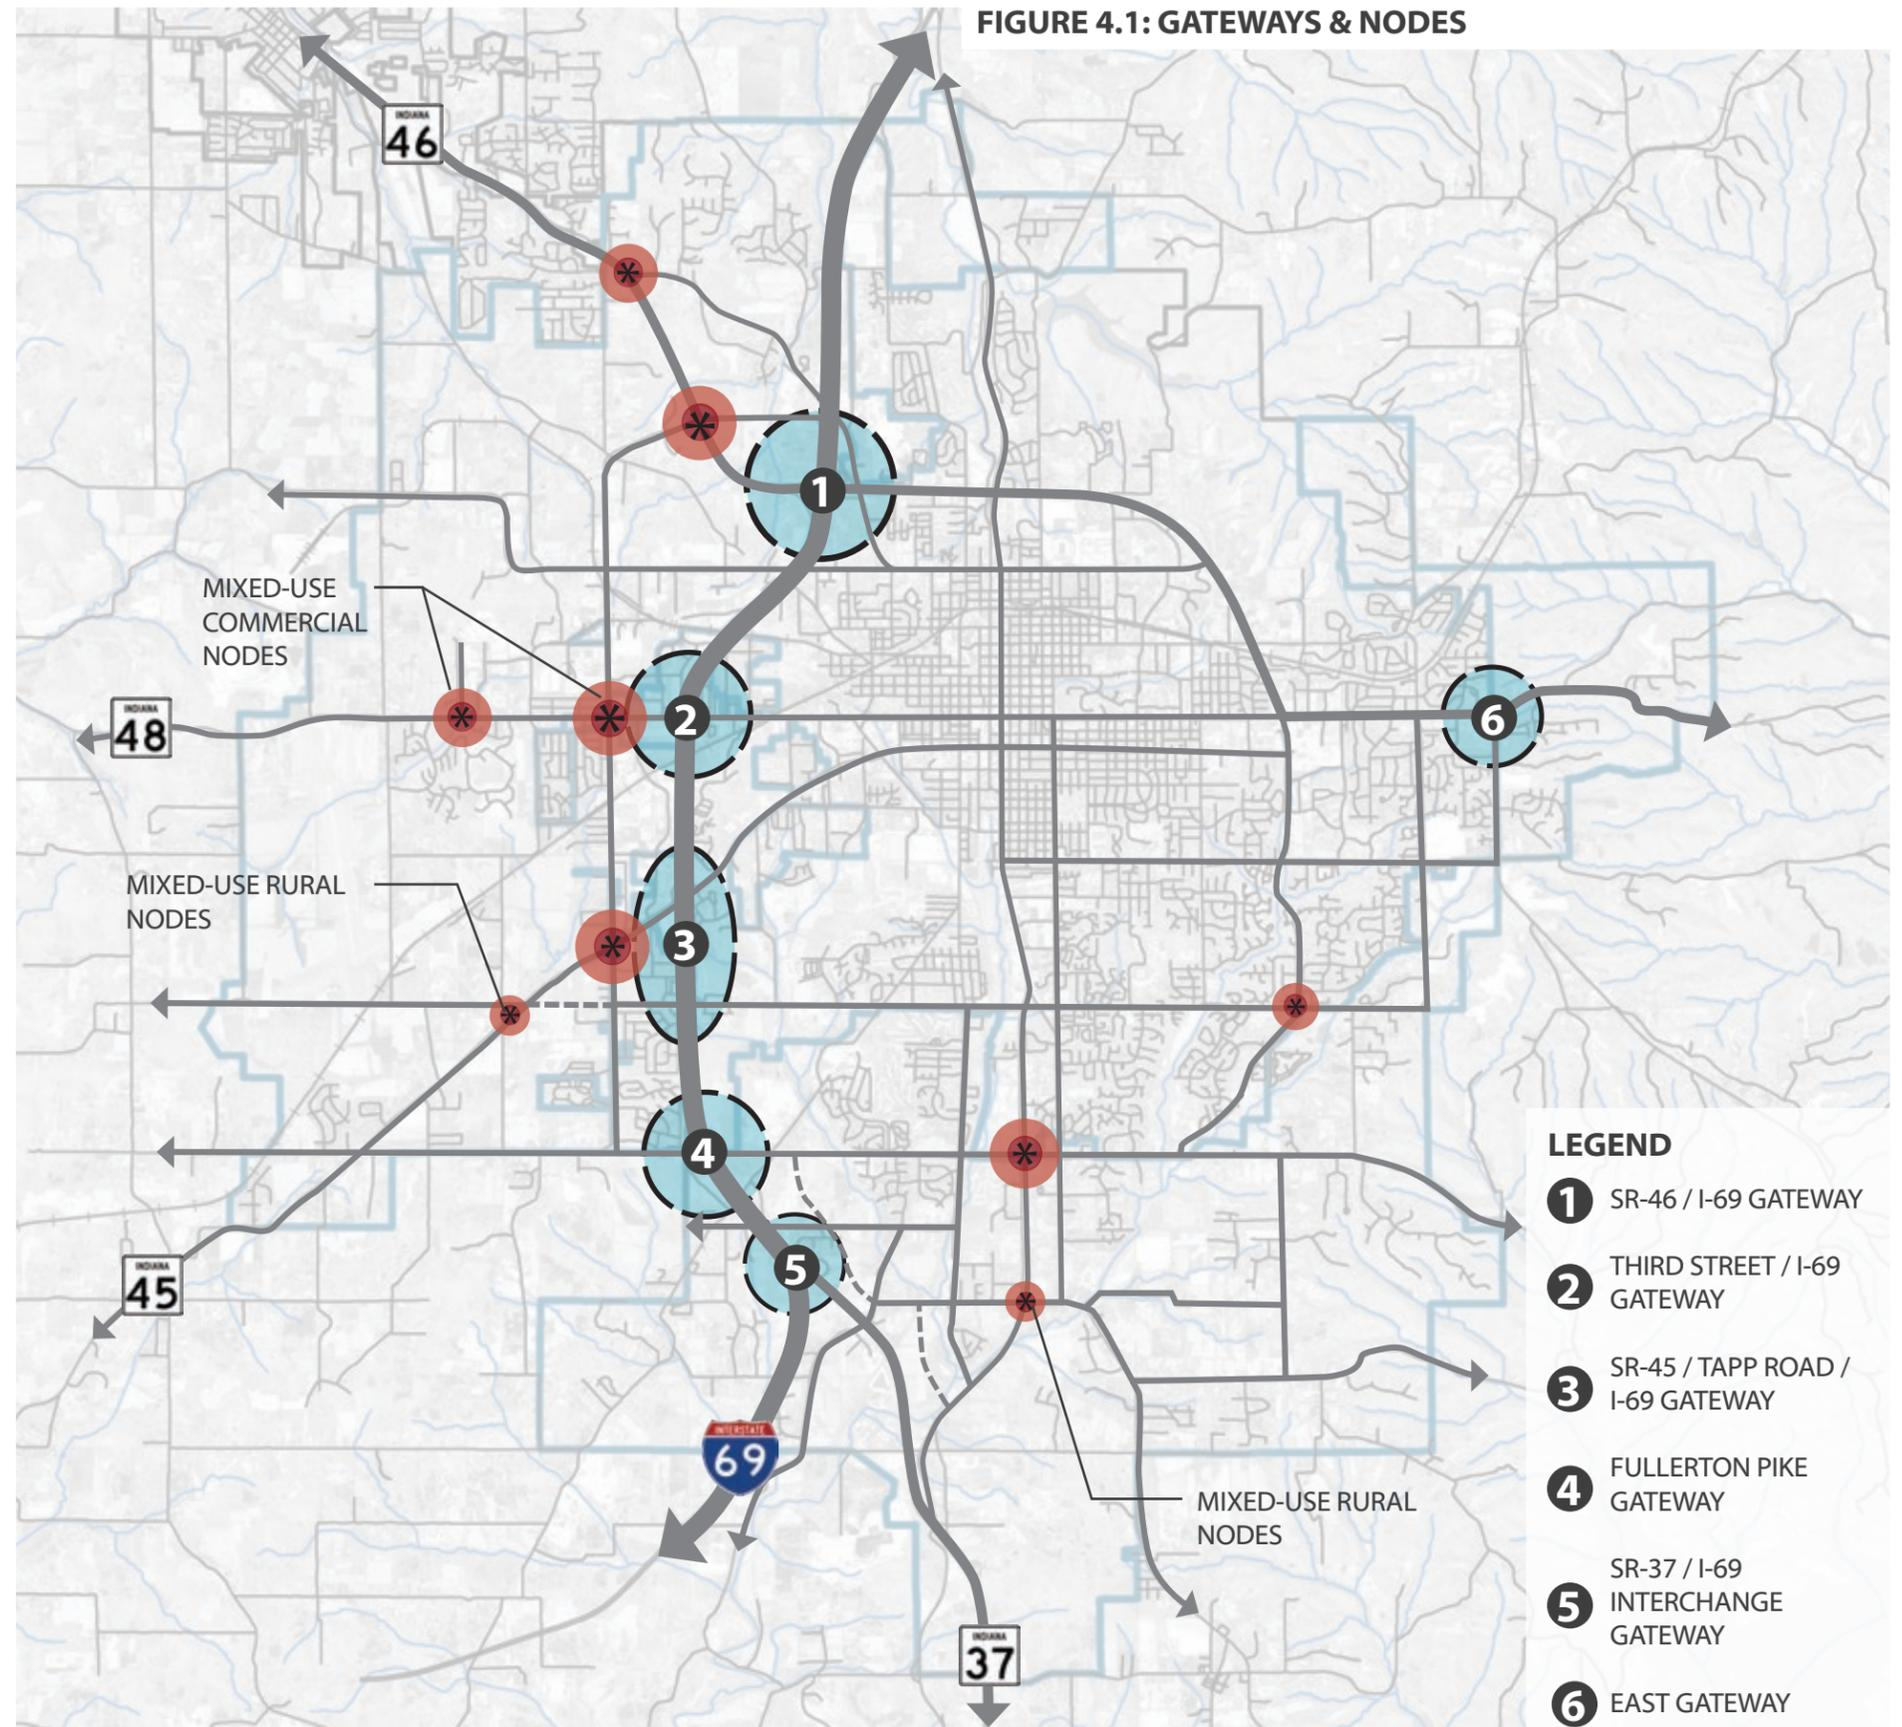 FIGURE 4.1: GATEWAYS & NODES
INDIANA
46
1
MIXED-USE
COMMERCIAL
NODES
INDIANA
48
2
6
MIXED-USE RURAL
NODES
3
4
5
INDIANA
45
INTERSTATE
69
MIXED-USE RURAL
NODES
INDIANA
37
LEGEND
1 SR-46 / I-69 GATEWAY
2 THIRD STREET / I-69
GATEWAY
3 SR-45 / TAPP ROAD /
I-69 GATEWAY
4 FULLERTON PIKE
GATEWAY
5 SR-37 / I-69
INTERCHANGE
GATEWAY
6 EAST GATEWAY